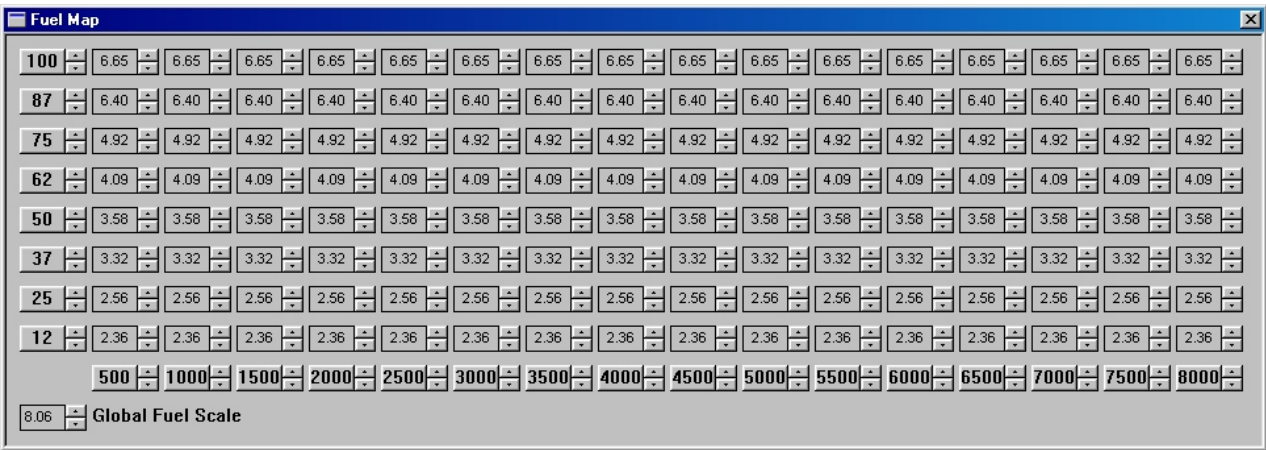 Fuel Map
100 6.65 6.65 6.65 6.65 6.65 6.65 6.65 6.65 6.65 6.65 6.65 6.65 6.65 6.65 6.65 6.65
87 6.40 6.40 6.40 6.40 6.40 6.40 6.40 6.40 6.40 6.40 6.40 6.40 6.40 6.40 6.40 6.40
75 4.92 4.92 4.92 4.92 4.92 4.92 4.92 4.92 4.92 4.92 4.92 4.92 4.92 4.92 4.92 4.92
62 4.09 4.09 4.09 4.09 4.09 4.09 4.09 4.09 4.09 4.09 4.09 4.09 4.09 4.09 4.09 4.09
50 3.58 3.58 3.58 3.58 3.58 3.58 3.58 3.58 3.58 3.58 3.58 3.58 3.58 3.58 3.58 3.58
37 3.32 3.32 3.32 3.32 3.32 3.32 3.32 3.32 3.32 3.32 3.32 3.32 3.32 3.32 3.32 3.32
25 2.56 2.56 2.56 2.56 2.56 2.56 2.56 2.56 2.56 2.56 2.56 2.56 2.56 2.56 2.56 2.56
12 2.36 2.36 2.36 2.36 2.36 2.36 2.36 2.36 2.36 2.36 2.36 2.36 2.36 2.36 2.36 2.36
500 1000 1500 2000 2500 3000 3500 4000 4500 5000 5500 6000 6500 7000 7500 8000
8.06 Global Fuel Scale